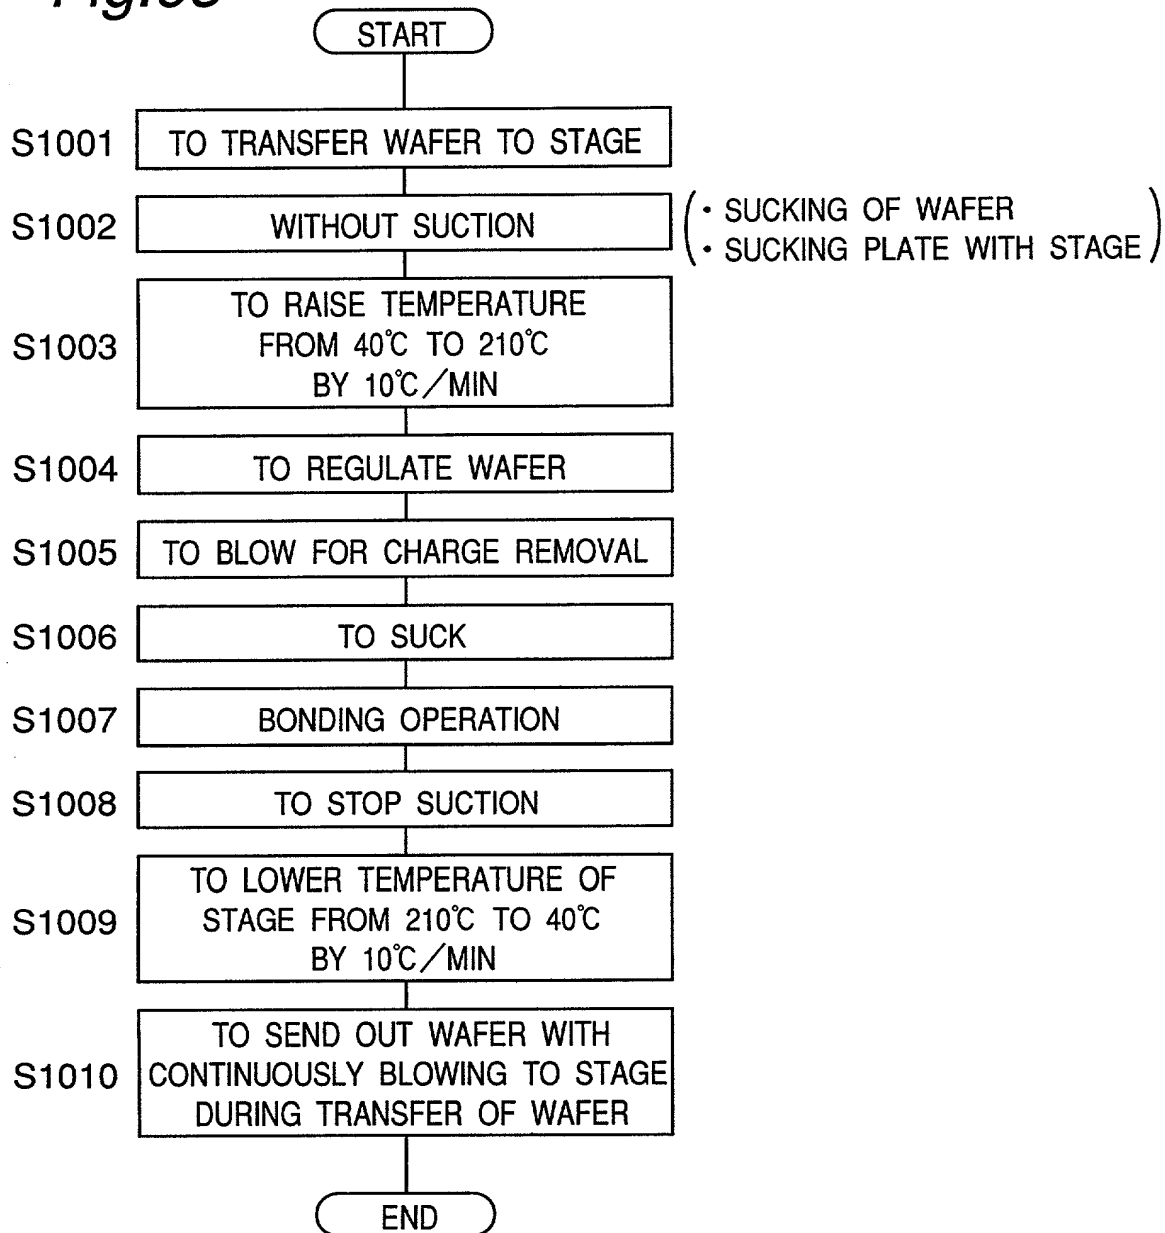 START
S1001 TO TRANSFER WAFER TO STAGE
S1002 WITHOUT SUCTION
・SUCKING OF WAFER
・SUCKING PLATE WITH STAGE
S1003 TO RAISE TEMPERATURE
FROM 40℃ TO 210℃
BY 10℃/MIN
S1004 TO REGULATE WAFER
S1005 TO BLOW FOR CHARGE REMOVAL
S1006 TO SUCK
S1007 BONDING OPERATION
S1008 TO STOP SUCTION
S1009 TO LOWER TEMPERATURE OF
STAGE FROM 210℃ TO 40℃
BY 10℃/MIN
S1010 TO SEND OUT WAFER WITH
CONTINUOUSLY BLOWING TO STAGE
DURING TRANSFER OF WAFER
END